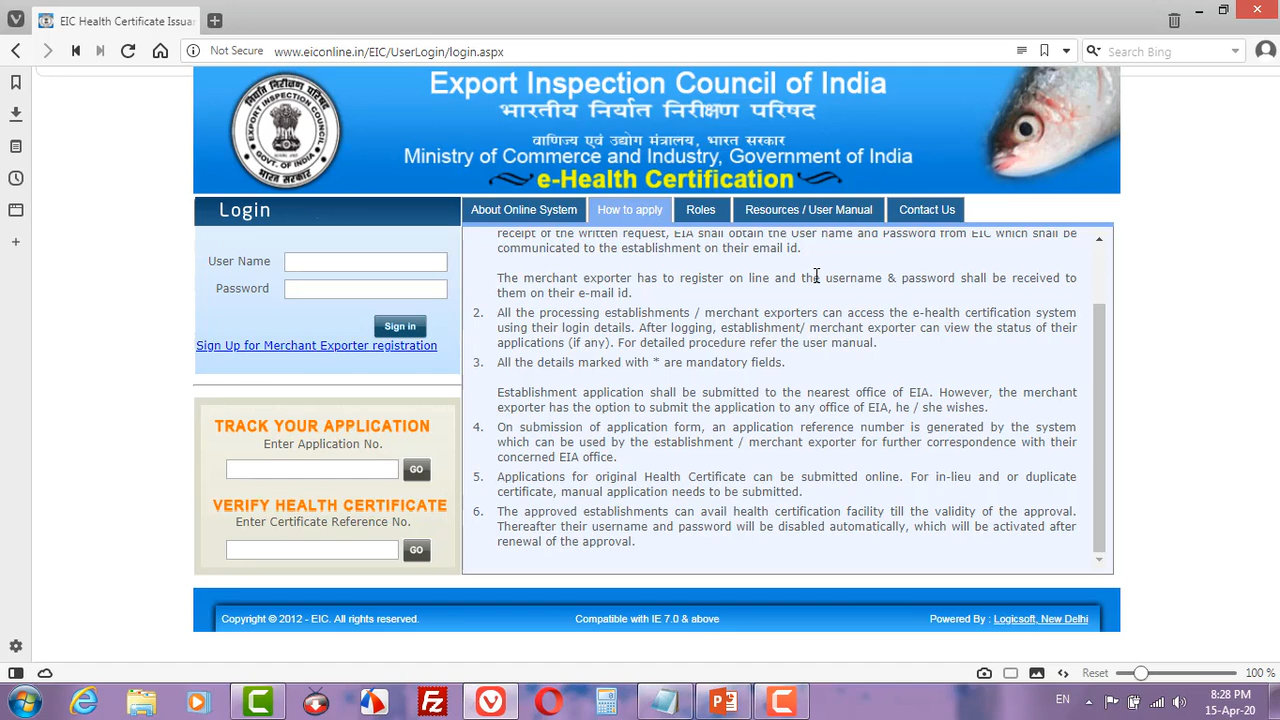 EIC Health Certificate Issuar
Not Secure
www.eiconline.in/EIC/UserLogin/login.aspx
Search Bing
Export Inspection Council of India
भारतीय निर्यात निरीक्षण परिषद
वाणिज्य एवं उद्योग मंत्रालय, भारत सरकार
Ministry of Commerce and Industry, Government of India
e-Health Certification
Login
About Online System
How to apply
Roles
Resources / User Manual
Contact Us
User Name
Password
Sign in
Sign Up for Merchant Exporter registration
TRACK YOUR APPLICATION
Enter Application No.
GO
VERIFY HEALTH CERTIFICATE
Enter Certificate Reference No.
GO
receipt of the written request, EIA shall obtain the User name and Password from EIC which shall be
communicated to the establishment on their email id.
The merchant exporter has to register on line and the username & password shall be received to
them on their e-mail id.
2. All the processing establishments / merchant exporters can access the e-health certification system
using their login details. After logging, establishment/ merchant exporter can view the status of their
applications (if any). For detailed procedure refer the user manual.
3. All the details marked with * are mandatory fields.
Establishment application shall be submitted to the nearest office of EIA. However, the merchant
exporter has the option to submit the application to any office of EIA, he / she wishes.
4. On submission of application form, an application reference number is generated by the system
which can be used by the establishment / merchant exporter for further correspondence with their
concerned EIA office.
5. Applications for original Health Certificate can be submitted online. For in-lieu and or duplicate
certificate, manual application needs to be submitted.
6. The approved establishments can avail health certification facility till the validity of the approval.
Thereafter their username and password will be disabled automatically, which will be activated after
renewal of the approval.
Copyright © 2012 - EIC. All rights reserved.
Compatible with IE 7.0 & above
Powered By : Logicsoft, New Delhi
Reset
100 %
EN
8:28 PM
15-Apr-20